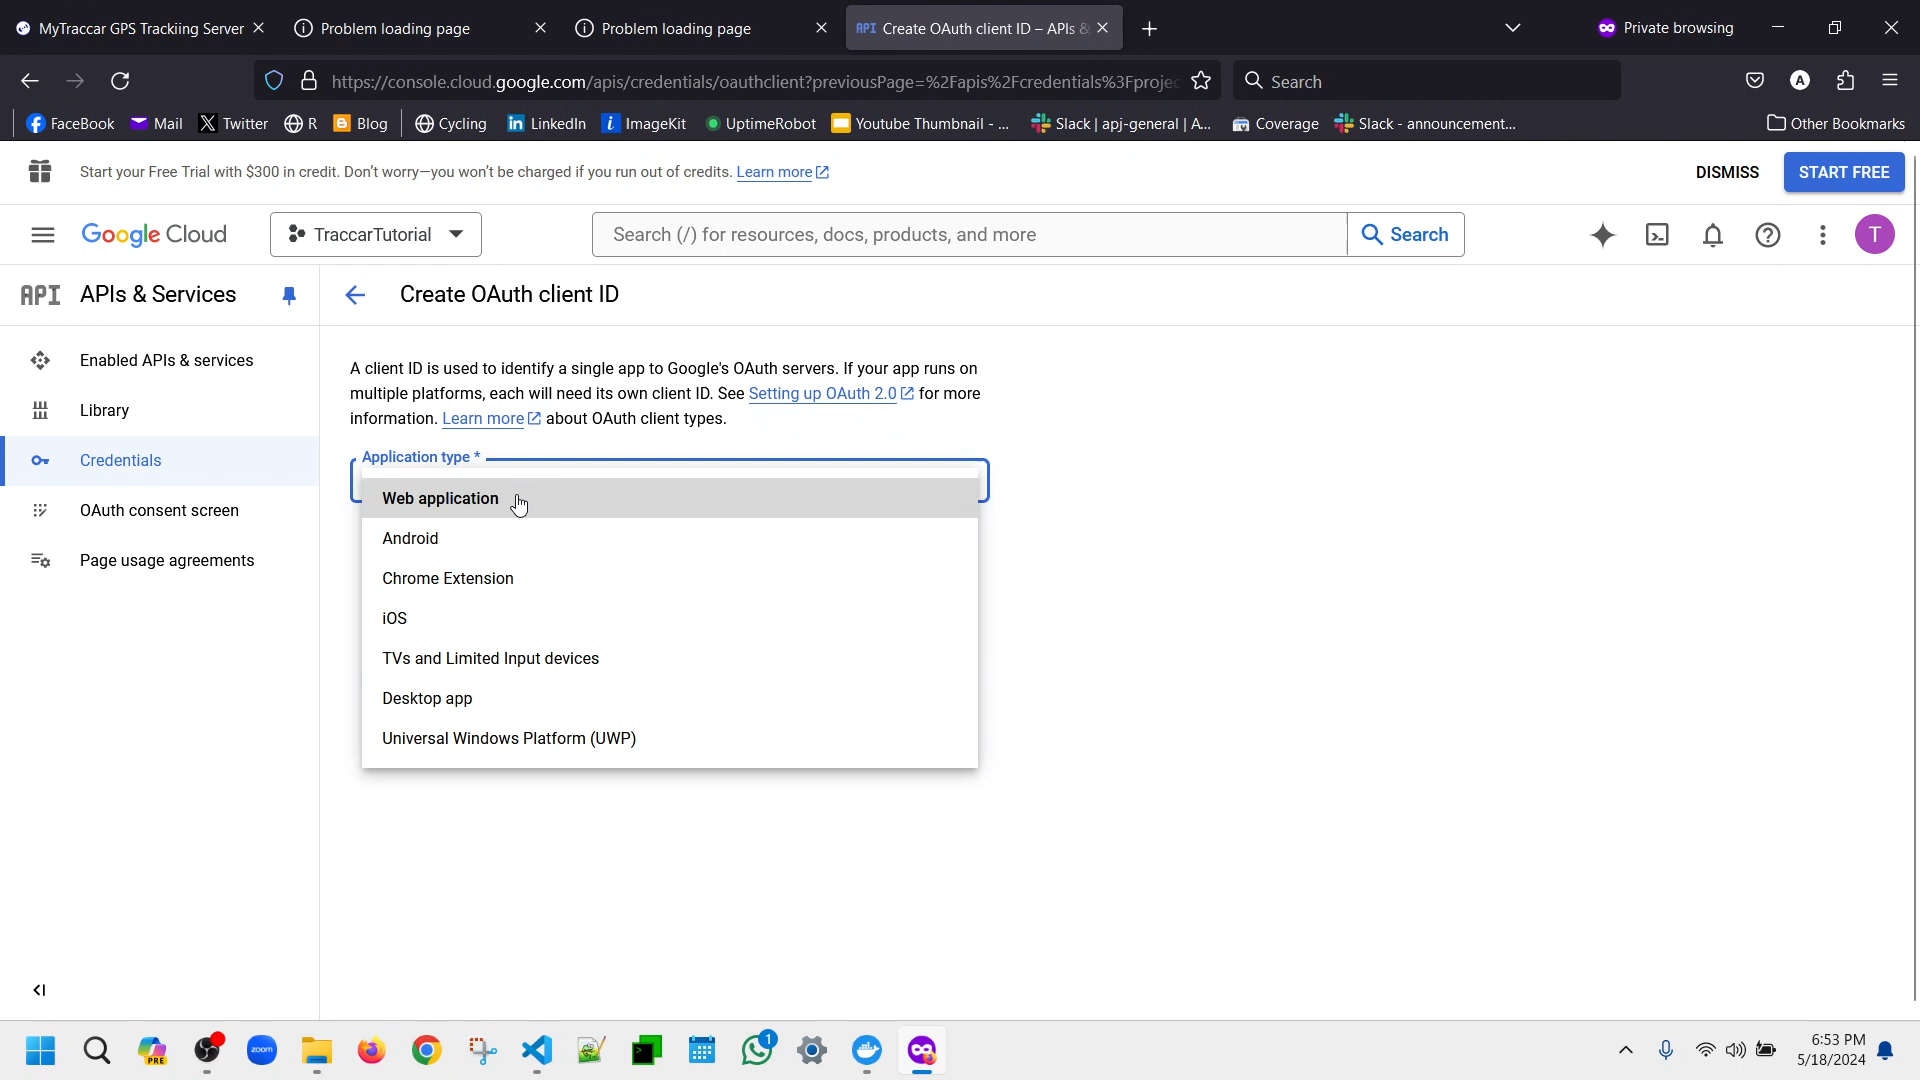 MyTraccar GPS Trackiing Server
Problem loading page
Problem loading page
API Create OAuth client ID – APIs &
Private browsing
https://console.cloud.google.com/apis/credentials/oauthclient?previousPage=%2Fapis%2Fcredentials%3Fprojec
Search
A
FaceBook
Mail
Twitter
R
Blog
Cycling
LinkedIn
ImageKit
UptimeRobot
Youtube Thumbnail - ...
Slack | apj-general | A...
Coverage
Slack - announcement...
Other Bookmarks
Start your Free Trial with $300 in credit. Don’t worry—you won’t be charged if you run out of credits. Learn more
DISMISS
START FREE
Google Cloud
TraccarTutorial
Search (/) for resources, docs, products, and more
Search
T
API APIs & Services
Create OAuth client ID
Enabled APIs & services
Library
Credentials
OAuth consent screen
Page usage agreements
A client ID is used to identify a single app to Google's OAuth servers. If your app runs on
multiple platforms, each will need its own client ID. See Setting up OAuth 2.0 for more
information. Learn more about OAuth client types.
Application type *
Web application
Android
Chrome Extension
iOS
TVs and Limited Input devices
Desktop app
Universal Windows Platform (UWP)
PRE
zoom
1
6:53 PM
5/18/2024